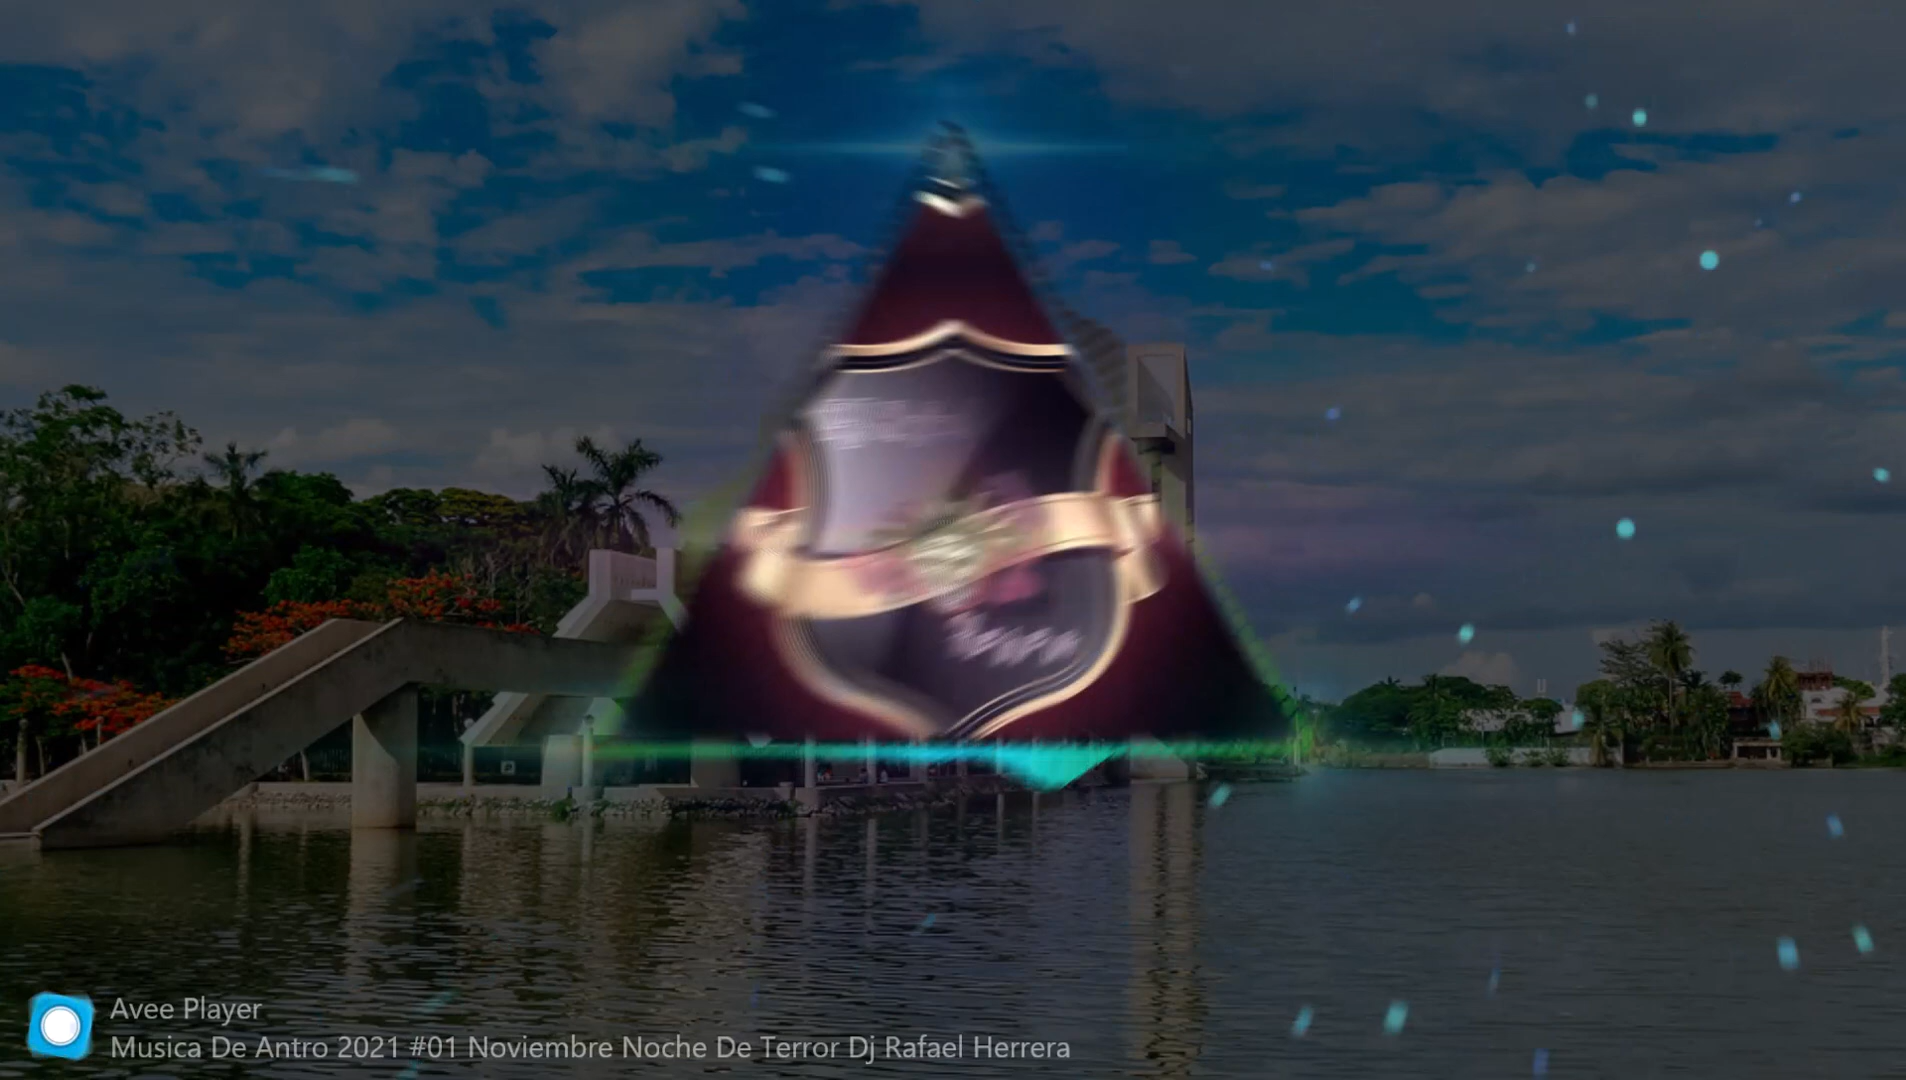 Avee Player
Musica De Antro 2021 #01 Noviembre Noche De Terror Dj Rafael Herrera